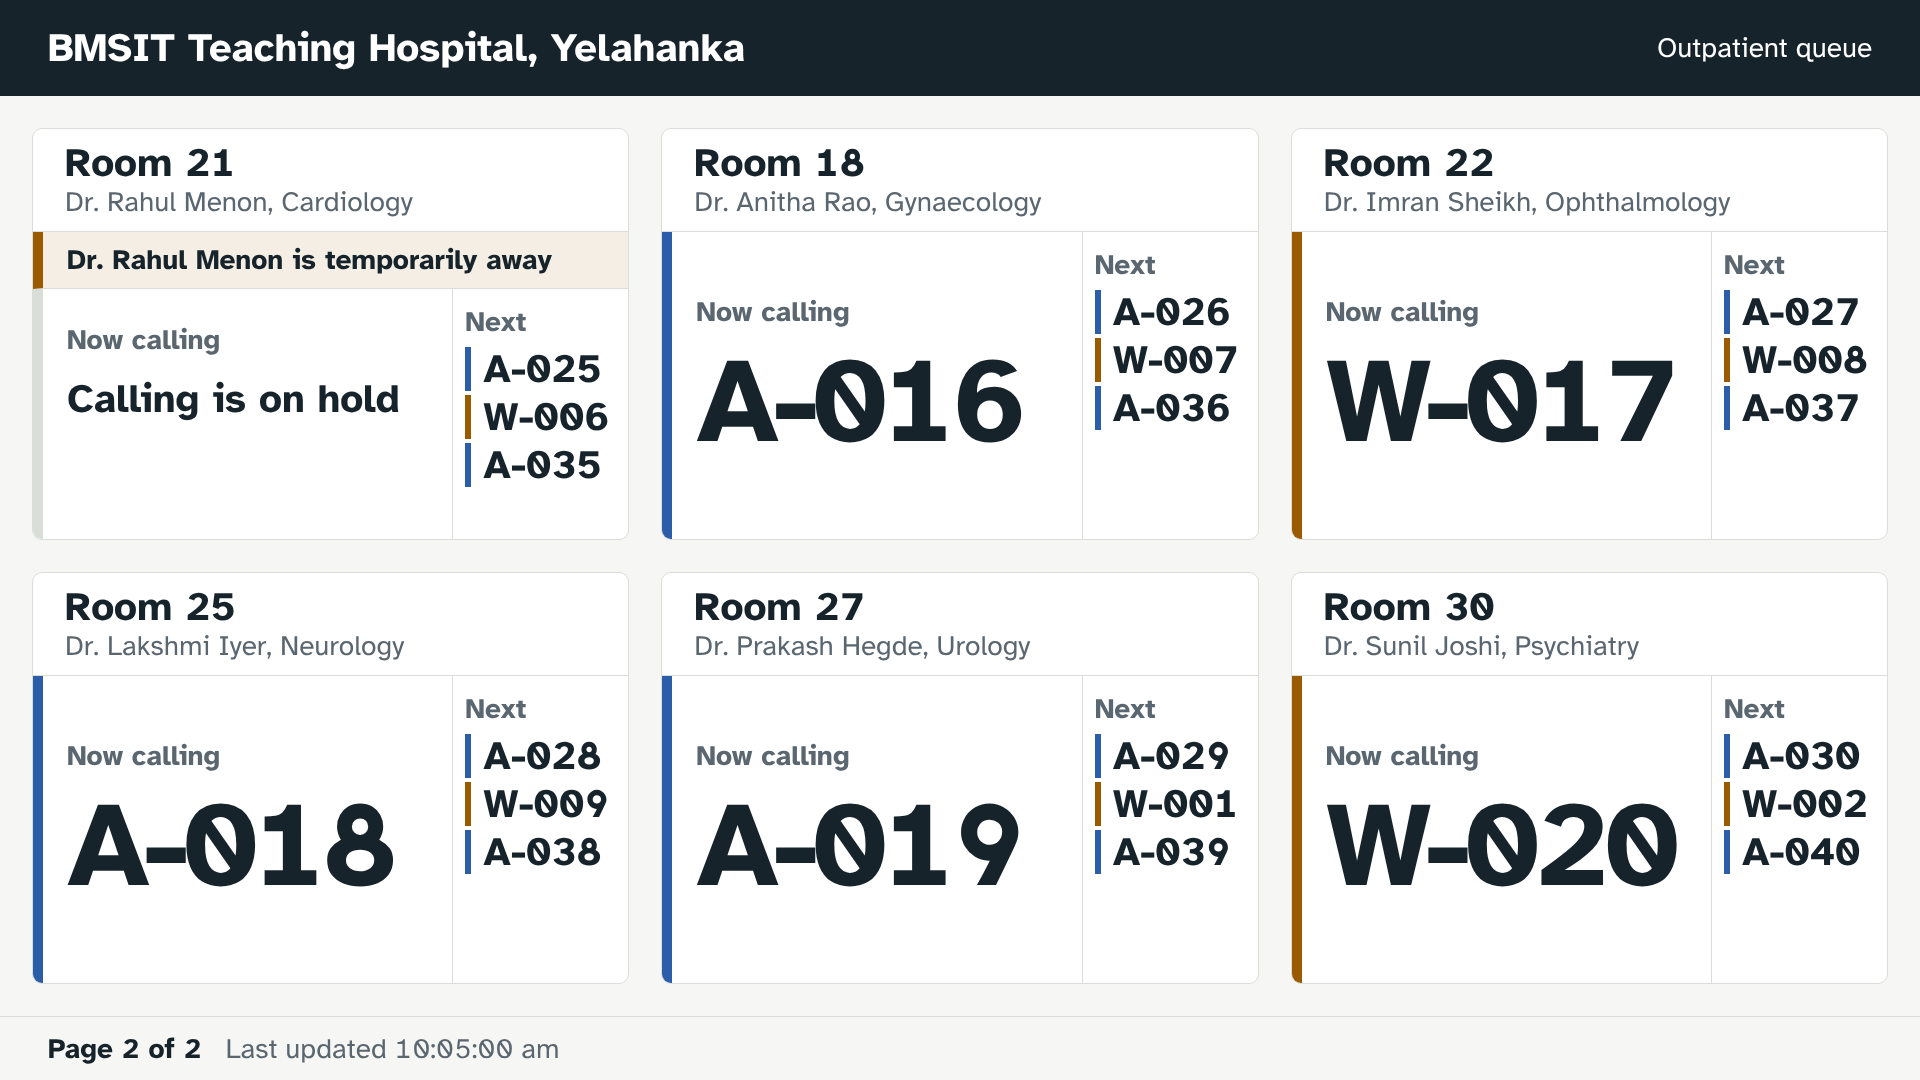 BMSIT Teaching Hospital, Yelahanka
Outpatient queue
Room 21
Dr. Rahul Menon, Cardiology
Dr. Rahul Menon is temporarily away
Now calling
Calling is on hold
Next
A-025
W-006
A-035
Room 18
Dr. Anitha Rao, Gynaecology
Now calling
A-016
Next
A-026
W-007
A-036
Room 22
Dr. Imran Sheikh, Ophthalmology
Now calling
W-017
Next
A-027
W-008
A-037
Room 25
Dr. Lakshmi Iyer, Neurology
Now calling
A-018
Next
A-028
W-009
A-038
Room 27
Dr. Prakash Hegde, Urology
Now calling
A-019
Next
A-029
W-001
A-039
Room 30
Dr. Sunil Joshi, Psychiatry
Now calling
W-020
Next
A-030
W-002
A-040
Page 2 of 2 Last updated 10:05:00 am